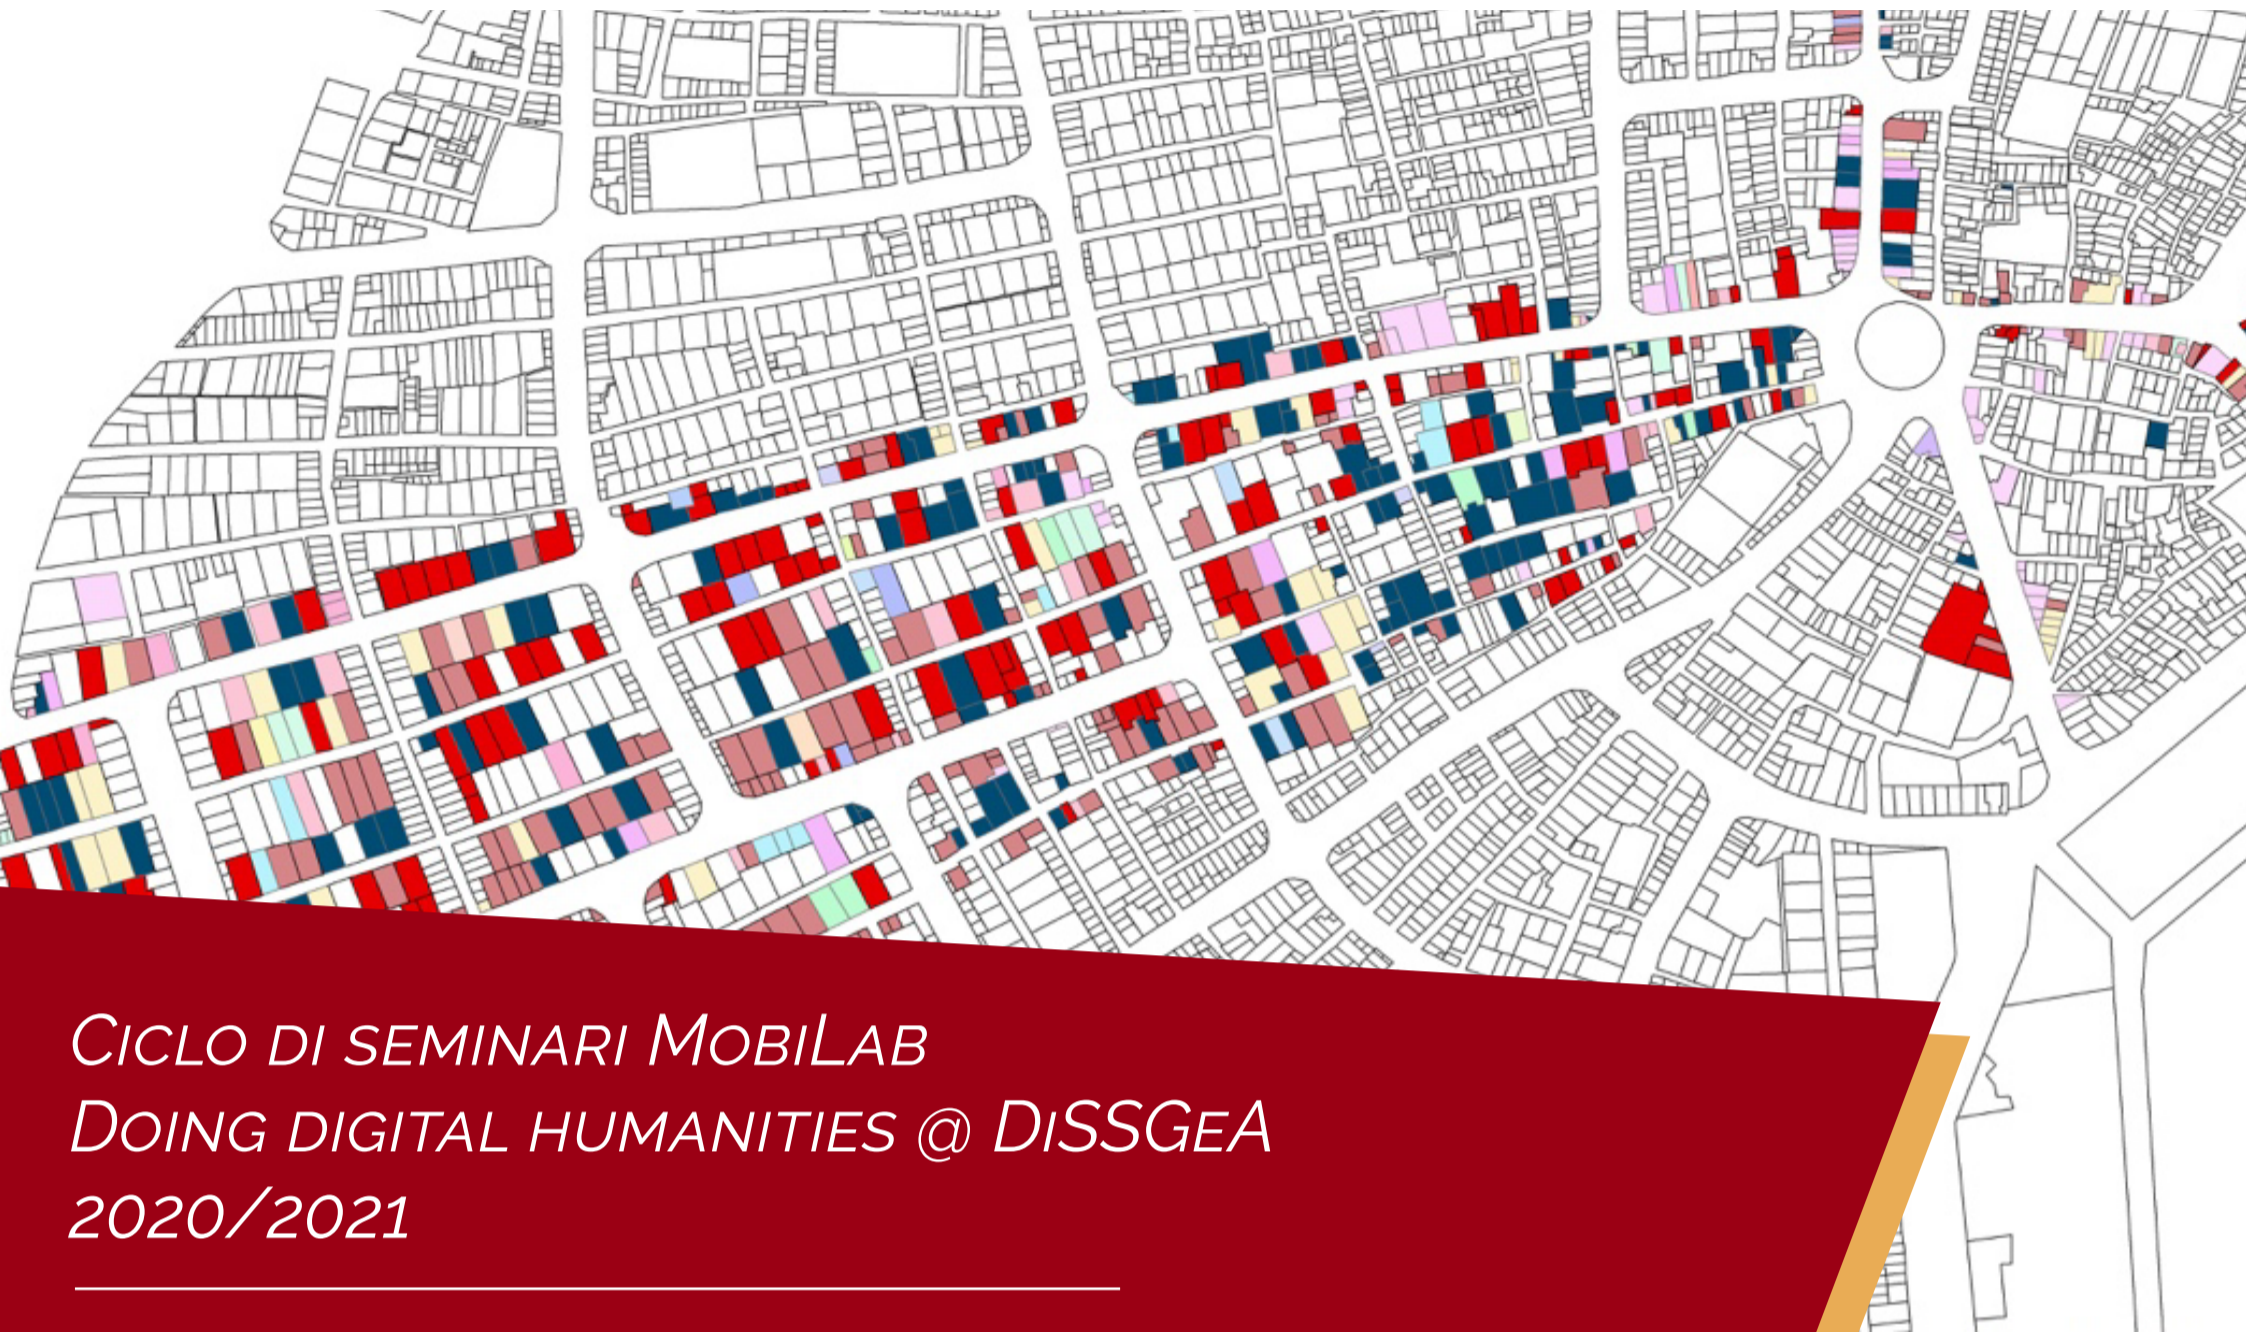 Ciclo di seminari MobiLab
Doing digital humanities @ DiSSGeA
2020/2021